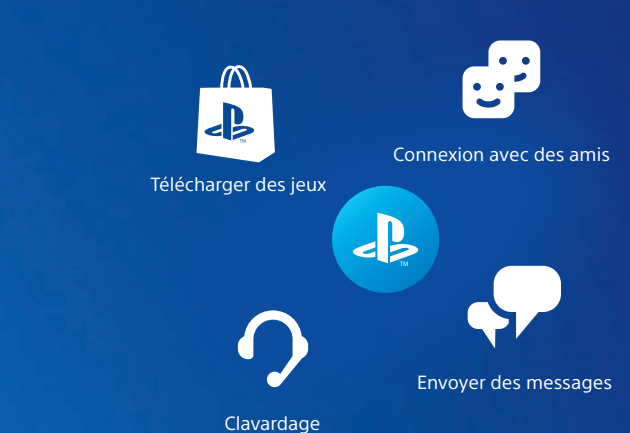 Connexion avec des amis
Télécharger des jeux
Envoyer des messages
Clavardage